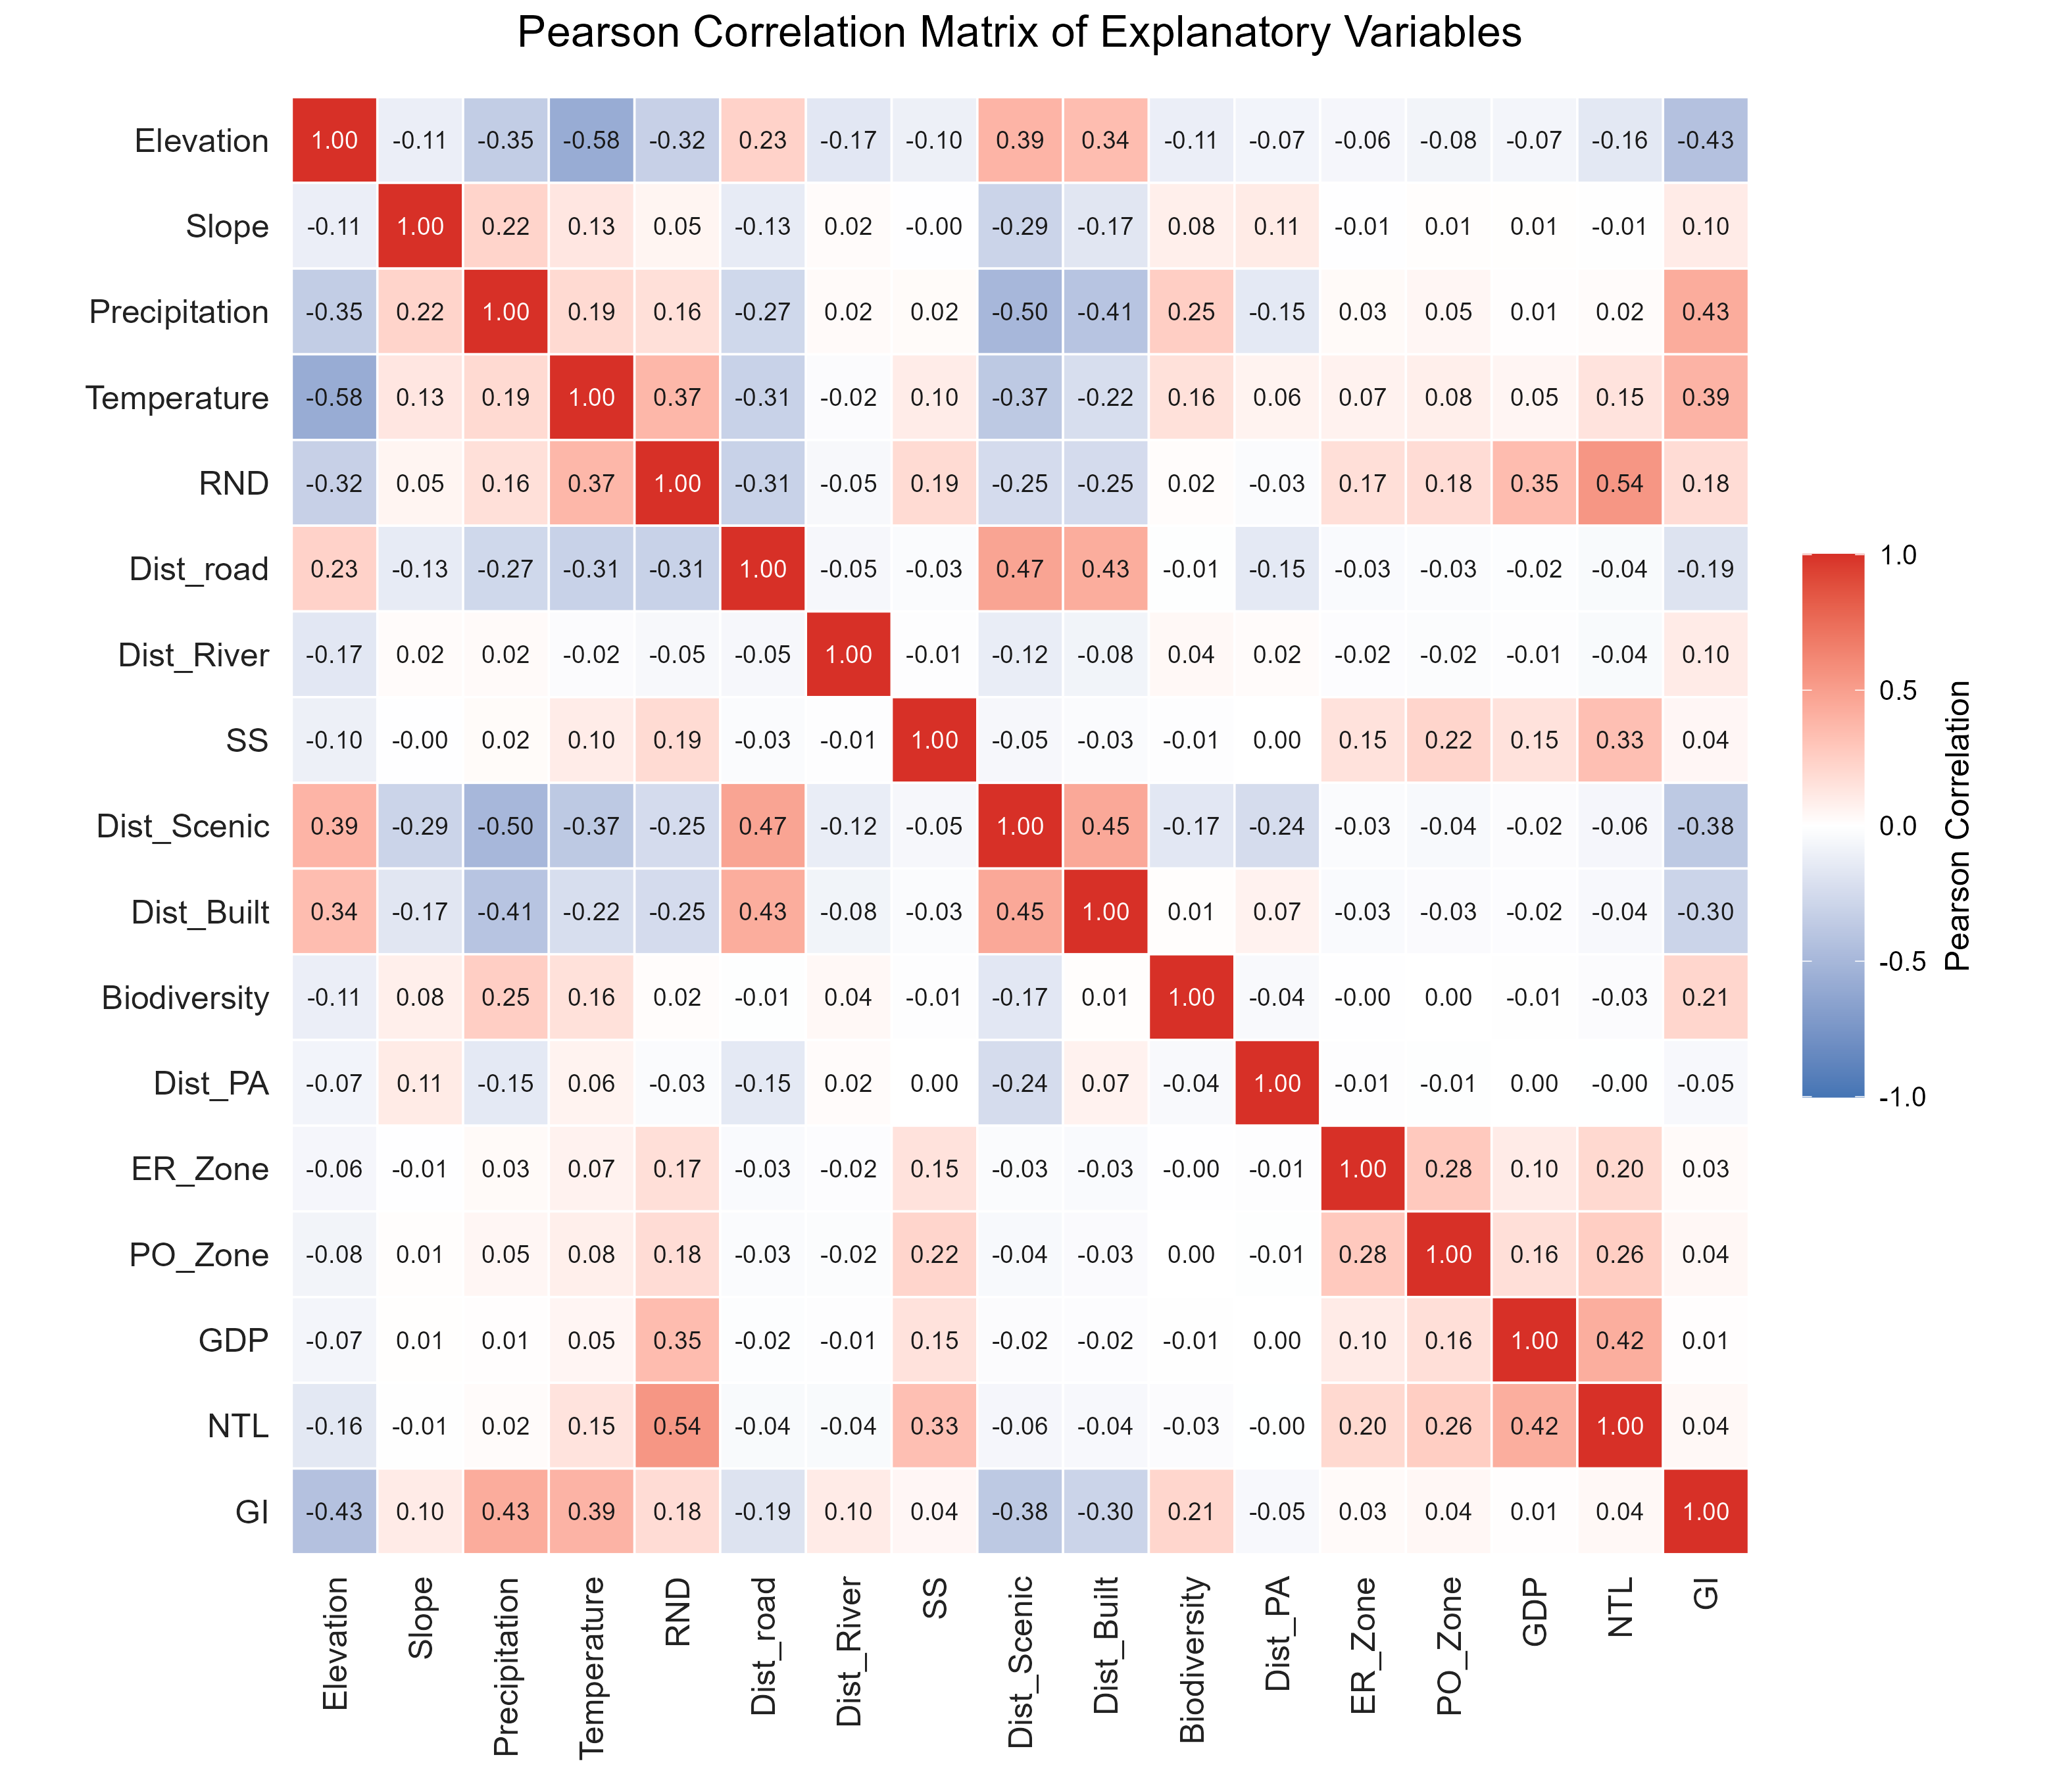 Pearson Correlation Matrix of Explanatory Variables
Elevation 1.00 -0.11 -0.35 -0.58 -0.32 0.23 -0.17 -0.10 0.39 0.34 -0.11 -0.07 -0.06 -0.08 -0.07 -0.16 -0.43
Slope -0.11 1.00 0.22 0.13 0.05 -0.13 0.02 -0.00 -0.29 -0.17 0.08 0.11 -0.01 0.01 0.01 -0.01 0.10
Precipitation -0.35 0.22 1.00 0.19 0.16 -0.27 0.02 0.02 -0.50 -0.41 0.25 -0.15 0.03 0.05 0.01 0.02 0.43
Temperature -0.58 0.13 0.19 1.00 0.37 -0.31 -0.02 0.10 -0.37 -0.22 0.16 0.06 0.07 0.08 0.05 0.15 0.39
RND -0.32 0.05 0.16 0.37 1.00 -0.31 -0.05 0.19 -0.25 -0.25 0.02 -0.03 0.17 0.18 0.35 0.54 0.18
Dist_road 0.23 -0.13 -0.27 -0.31 -0.31 1.00 -0.05 -0.03 0.47 0.43 -0.01 -0.15 -0.03 -0.03 -0.02 -0.04 -0.19
Dist_River -0.17 0.02 0.02 -0.02 -0.05 -0.05 1.00 -0.01 -0.12 -0.08 0.04 0.02 -0.02 -0.02 -0.01 -0.04 0.10
SS -0.10 -0.00 0.02 0.10 0.19 -0.03 -0.01 1.00 -0.05 -0.03 -0.01 0.00 0.15 0.22 0.15 0.33 0.04
Dist_Scenic 0.39 -0.29 -0.50 -0.37 -0.25 0.47 -0.12 -0.05 1.00 0.45 -0.17 -0.24 -0.03 -0.04 -0.02 -0.06 -0.38
Dist_Built 0.34 -0.17 -0.41 -0.22 -0.25 0.43 -0.08 -0.03 0.45 1.00 0.01 0.07 -0.03 -0.03 -0.02 -0.04 -0.30
Biodiversity -0.11 0.08 0.25 0.16 0.02 -0.01 0.04 -0.01 -0.17 0.01 1.00 -0.04 -0.00 0.00 -0.01 -0.03 0.21
Dist_PA -0.07 0.11 -0.15 0.06 -0.03 -0.15 0.02 0.00 -0.24 0.07 -0.04 1.00 -0.01 -0.01 0.00 -0.00 -0.05
ER_Zone -0.06 -0.01 0.03 0.07 0.17 -0.03 -0.02 0.15 -0.03 -0.03 -0.00 -0.01 1.00 0.28 0.10 0.20 0.03
PO_Zone -0.08 0.01 0.05 0.08 0.18 -0.03 -0.02 0.22 -0.04 -0.03 0.00 -0.01 0.28 1.00 0.16 0.26 0.04
GDP -0.07 0.01 0.01 0.05 0.35 -0.02 -0.01 0.15 -0.02 -0.02 -0.01 0.00 0.10 0.16 1.00 0.42 0.01
NTL -0.16 -0.01 0.02 0.15 0.54 -0.04 -0.04 0.33 -0.06 -0.04 -0.03 -0.00 0.20 0.26 0.42 1.00 0.04
GI -0.43 0.10 0.43 0.39 0.18 -0.19 0.10 0.04 -0.38 -0.30 0.21 -0.05 0.03 0.04 0.01 0.04 1.00
Elevation
Slope
Precipitation
Temperature
RND
Dist_road
Dist_River
SS
Dist_Scenic
Dist_Built
Biodiversity
Dist_PA
ER_Zone
PO_Zone
GDP
NTL
GI
1.0
0.5
0.0
-0.5
-1.0
Pearson Correlation